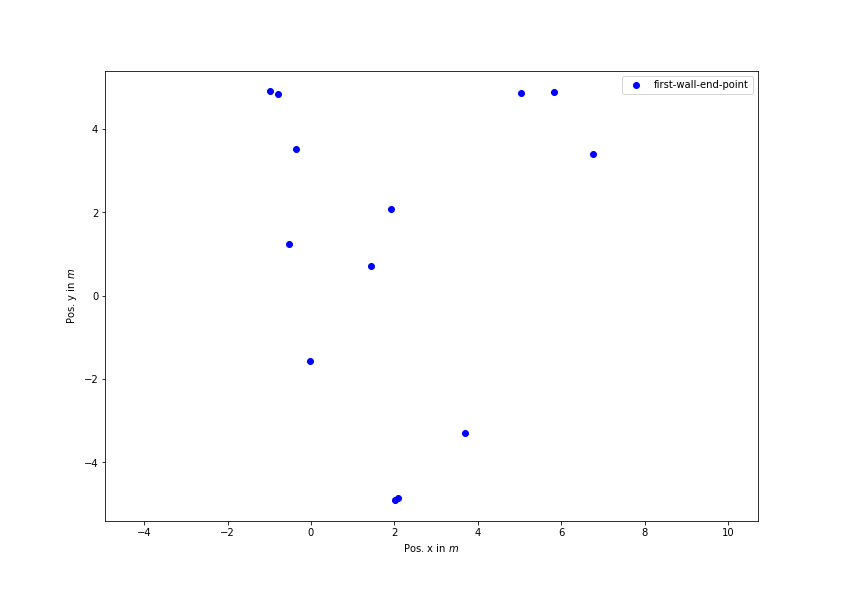 first-wall-end-point
4
2
0
−2
−4
Pos. y in m
−4 −2 0 2 4 6 8 10
Pos. x in m